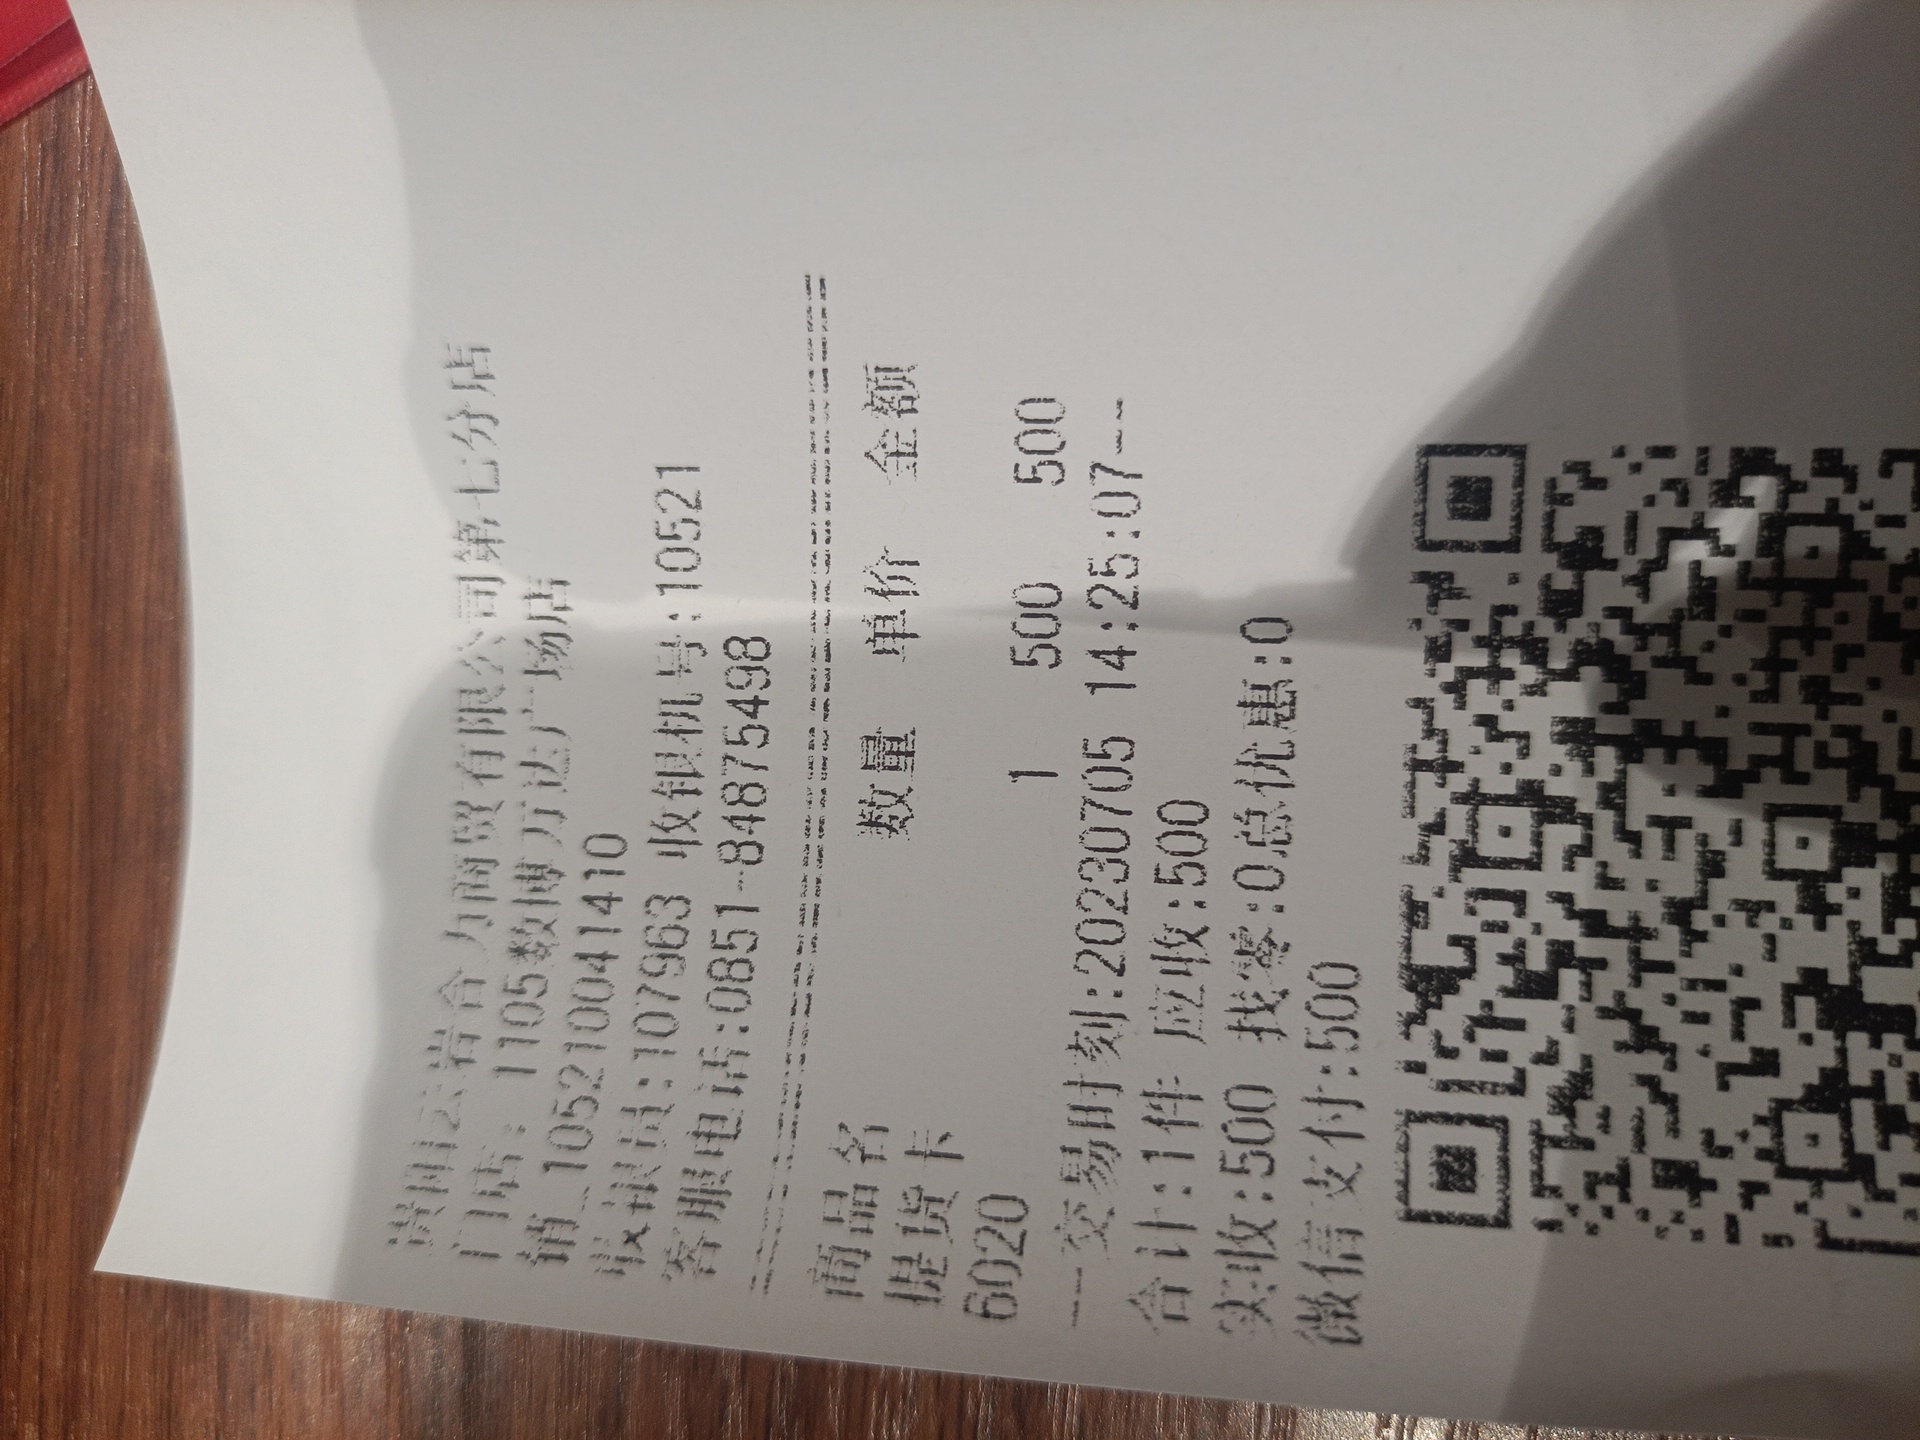 贵阳云岩合力商贸有限公司第七分店
门店: 1105数博万达广场店
铺_105210041410
收银员:107963 收银机号:10521
客服电话:0851-84875498
商品名 数量 单价 金额
提货卡
6020 1 500 500
--交易时刻:20230705 14:25:07--
合计:1件 应收:500
实收:500 找零:0总优惠:0
微信支付:500